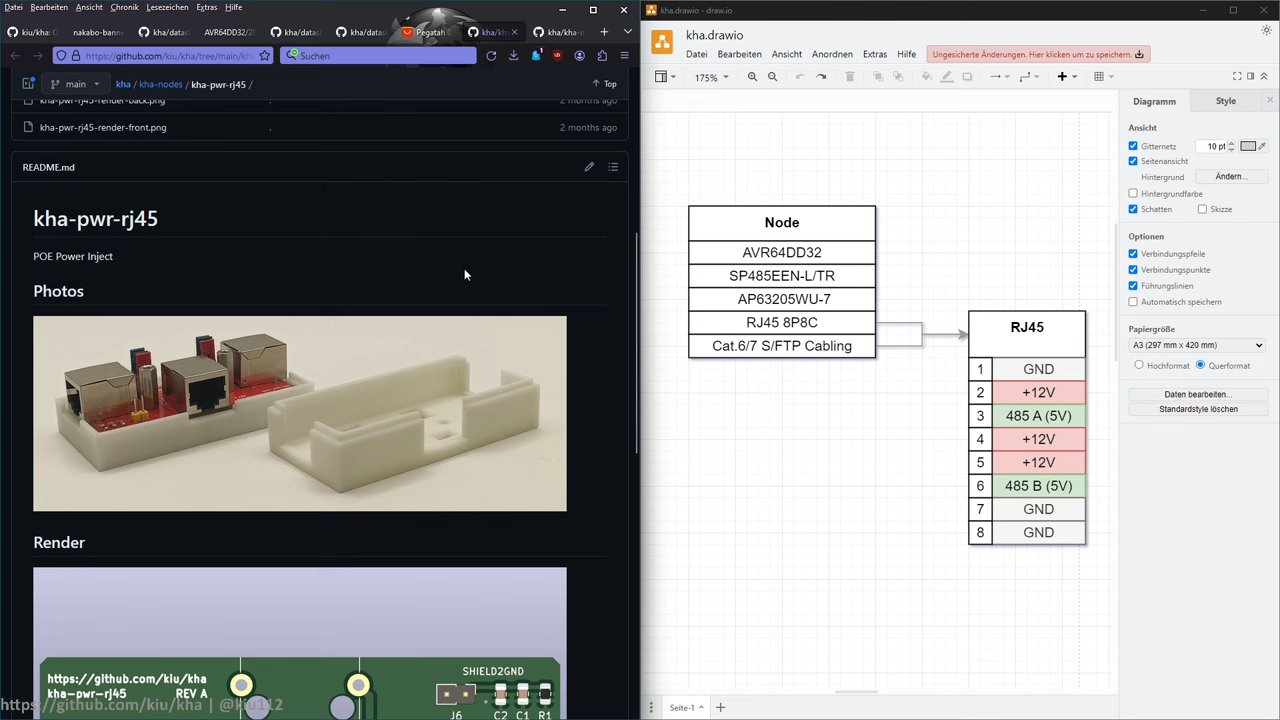 Datei Bearbeiten Ansicht Chronik Lesezeichen Extras Hilfe
kiu/kha: nakabo-bann kha/datas AVR64DD32/2 kha/datas kha/datas Pegatah kha/k kha-n
https://github.com/kiu/kha/tree/main/kha Suchen
main kha / kha-nodes / kha-pwr-rj45 / Top
kha-pwr-rj45-render-back.png . 2 months ago
kha-pwr-rj45-render-front.png . 2 months ago
README.md
kha-pwr-rj45
POE Power Inject
Photos
Render
https://github.com/kiu/kha
kha-pwr-rj45 REV A
SHIELD2GND
J6 C2 C1 R1
https://github.com/kiu/kha | @kiu112
kha.drawio - draw.io
kha.drawio
Datei Bearbeiten Ansicht Anordnen Extras Hilfe
Ungesicherte Änderungen. Hier klicken um zu speichern.
175%
Node
AVR64DD32
SP485EEN-L/TR
AP63205WU-7
RJ45 8P8C
Cat.6/7 S/FTP Cabling
RJ45
1 GND
2 +12V
3 485 A (5V)
4 +12V
5 +12V
6 485 B (5V)
7 GND
8 GND
Diagramm Style
Ansicht
Gitternetz 10 pt
Seitenansicht
Hintergrund Ändern...
Hintergrundfarbe
Schatten Skizze
Optionen
Verbindungspfeile
Verbindungspunkte
Führungslinien
Automatisch speichern
Papiergröße
A3 (297 mm x 420 mm)
Hochformat Querformat
Daten bearbeiten...
Standardstyle löschen
Seite-1